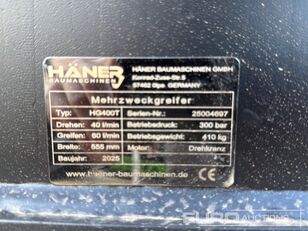 HÄNER
BAUMASCHINEN
HÄNER BAUMASCHINEN GMBH
Konrad-Zuse-Str.8
57462 Olpe, GERMANY
Mehrzweckgreifer
Typ: HG400T Serien-Nr.: 25004697
Drehen: 40 l/min Betriebsdruck: 300 bar
Greifen: 60 l/min Betriebsgewicht: 410 kg
Breite: 555 mm Motor: Drehkranz
Baujahr: 2025
www.haener-baumaschinen.de CE
AUCTIONS